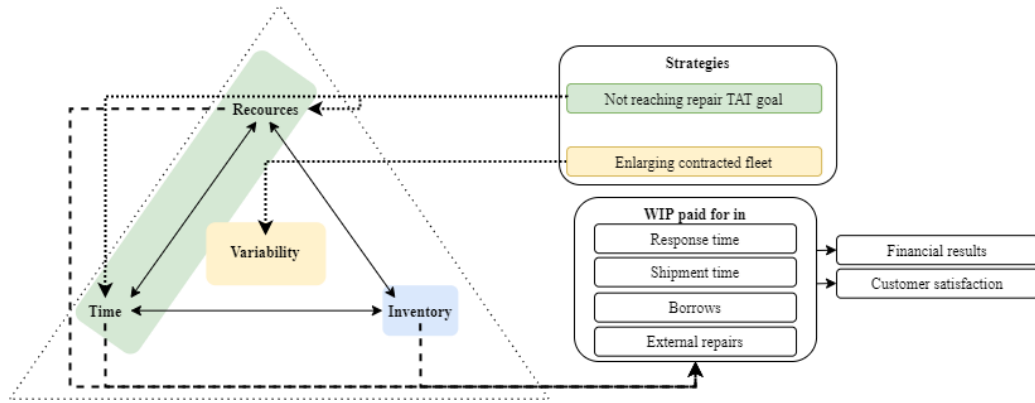 Strategies
Not reaching repair TAT goal
Recources
Enlarging contracted fleet
WIP paid for in
Response time
Variability
Financial results
Shipment time
Customer satisfaction
Time
Inventory
Borrows
External repairs